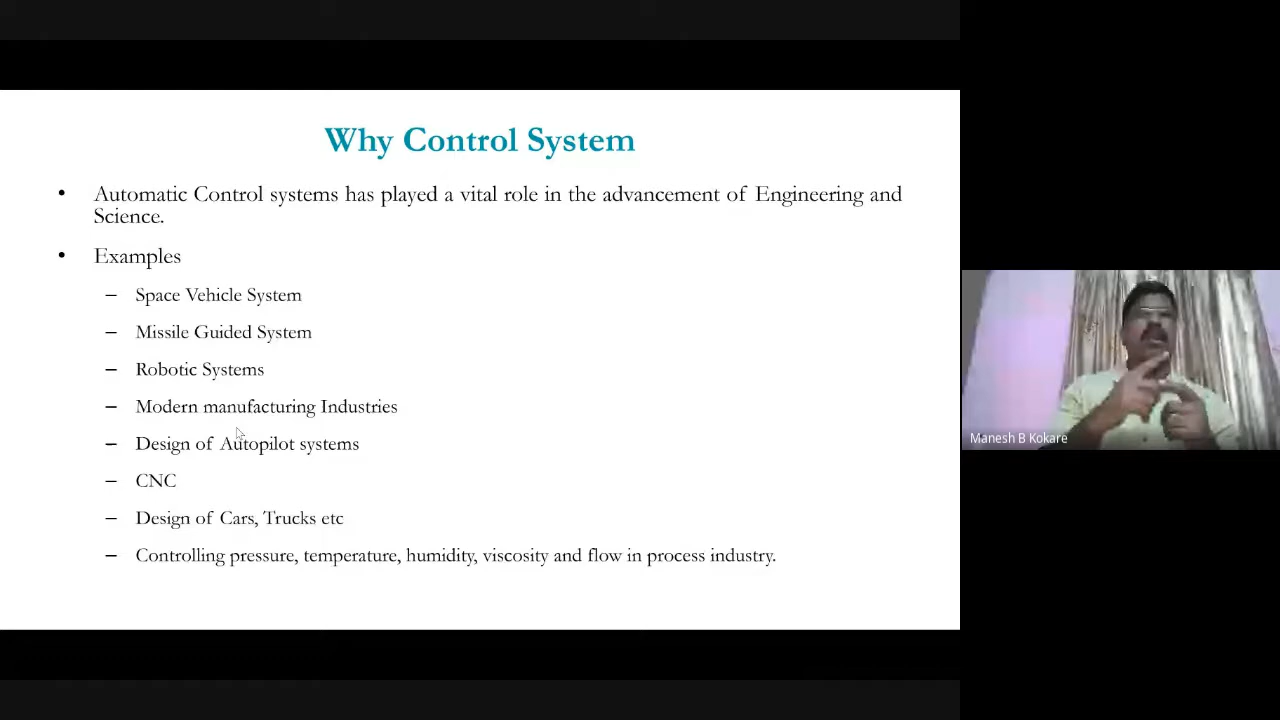 Why Control System
• Automatic Control systems has played a vital role in the advancement of Engineering and
Science.
• Examples
– Space Vehicle System
– Missile Guided System
– Robotic Systems
– Modern manufacturing Industries
– Design of Autopilot systems
– CNC
– Design of Cars, Trucks etc
– Controlling pressure, temperature, humidity, viscosity and flow in process industry.
Manesh B Kokare